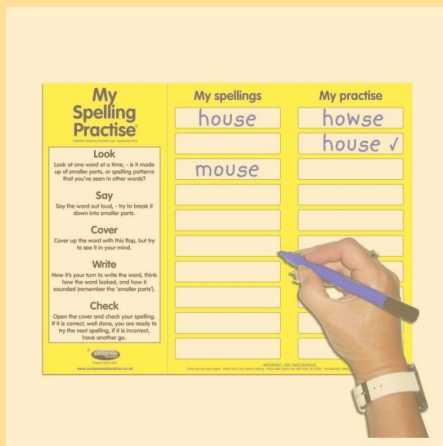 My
Spelling
Practise
Look
Look at one word at a time, - is it made
up of smaller parts, or spelling patterns
that you've seen in other words?
Say
Say the word out loud, - try to break it
down into smaller parts.
Cover
Cover up the word with this flap, but try
to see it in your mind.
Write
Now it's your turn to write the word, think
how the word looked, and how it
sounded (remember the 'smaller parts').
Check
Open the cover and check your spelling.
If it is correct, well done, you are ready to
try the next spelling, if it is incorrect,
have another go.
www.autopresseducation.co.uk
My spellings
My practise
house
howse
house ✓
mouse